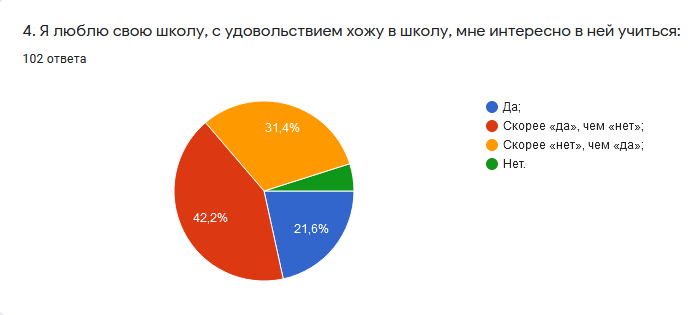 4. Я люблю свою школу, с удовольствием хожу в школу, мне интересно в ней учиться:
102 ответа
31,4%
42,2%
21,6%
Да;
Скорее «да», чем «нет»;
Скорее «нет», чем «да»;
Нет.